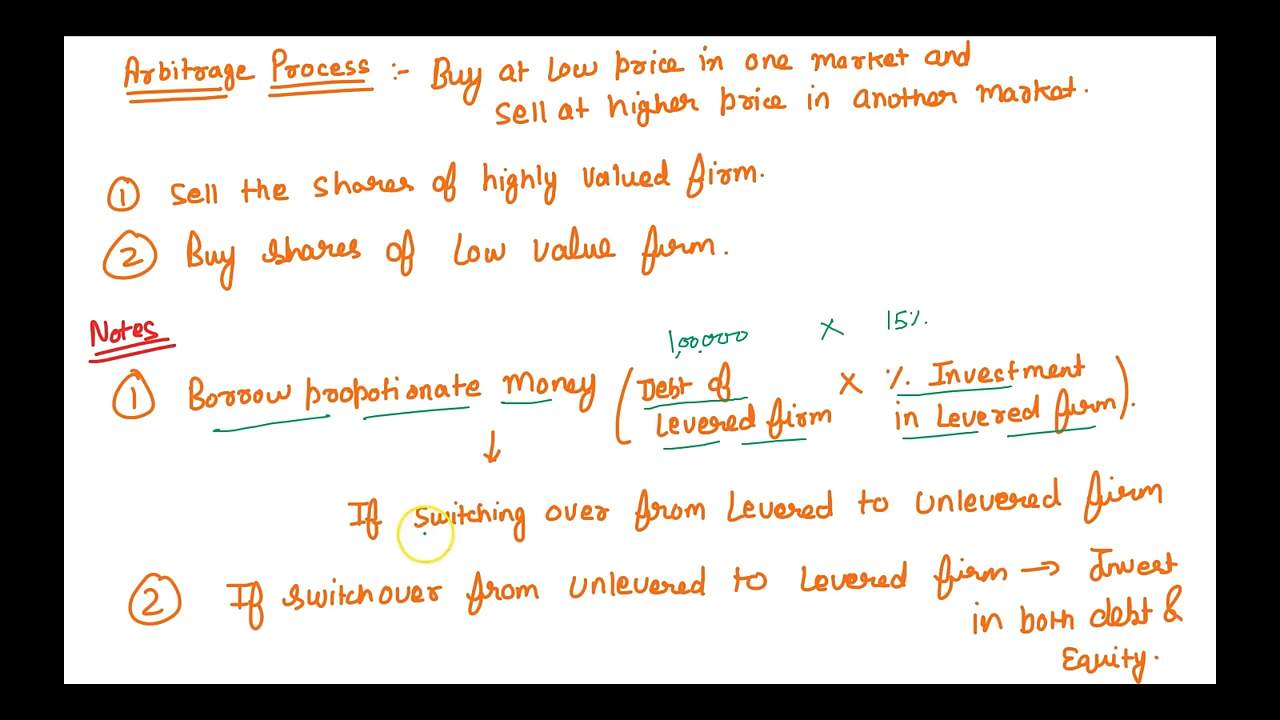 Arbitrage Process :- Buy at Low price in one market and
Sell at higher price in another market.
① Sell the shares of highly valued firm.
② Buy shares of Low value firm.
Notes
1,00,000 × 15%.
① Borrow propotionate Money (Debt of Levered firm × % Investment in Levered firm).
↓
If switching over from Levered to unlevered firm
② If switchover from unlevered to Levered firm → Invest
in both debt &
Equity.